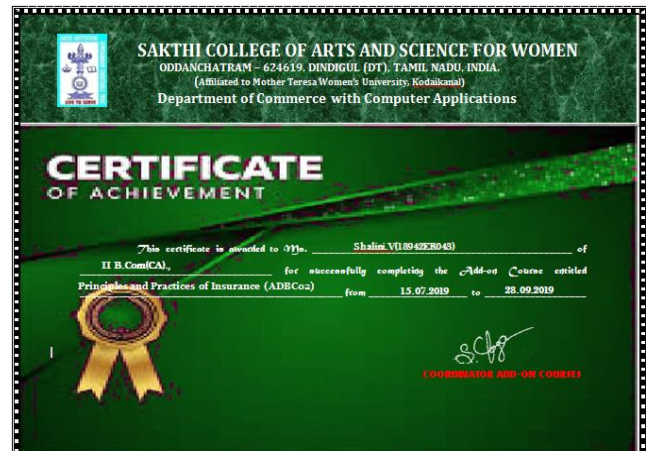 SAKTHI COLLEGE OF ARTS AND SCIENCE FOR WOMEN
ODDANCHATRAM – 624619. DINDIGUL (DT), TAMIL NADU, INDIA.
(Affiliated to Mother Teresa Women's University, Kodaikanal)
Department of Commerce with Computer Applications
LIVE TO SERVE
CERTIFICATE
OF ACHIEVEMENT
This certificate is awarded to Ms. Shalini.V(18942ER043) of
II B.Com(CA)., for successfully completing the Add-on Course entitled
Principles and Practices of Insurance (ADBC02) from 15.07.2019 to 28.09.2019
COORDINATOR ADD-ON COURSES